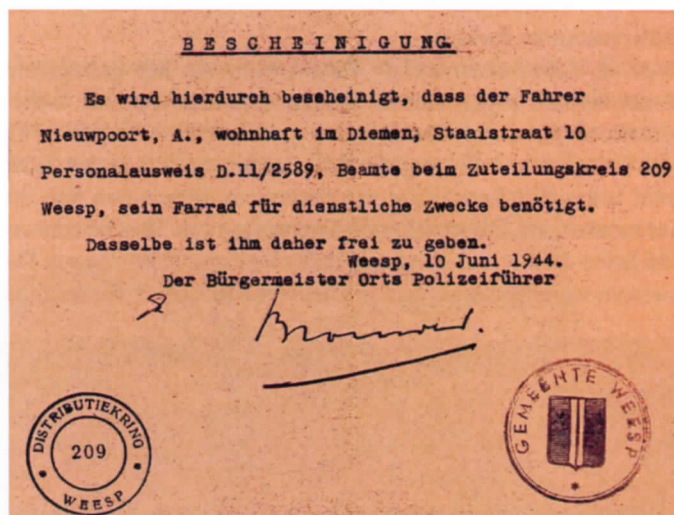 BESCHEINIGUNG.
Es wird hierdurch bescheinigt, dass der Fahrer
Nieuwpoort, A., wohnhaft im Diemen, Staalstraat 10
Personalausweis D.11/2589, Beamte beim Zuteilungskreis 209
Weesp, sein Farrad für dienstliche Zwecke benötigt.
Dasselbe ist ihm daher frei zu geben.
Weesp, 10 Juni 1944.
Der Bürgermeister Orts Polizeiführer
DISTRIBUTIEKRING
209
WEESP
GEMEENTE WEESP